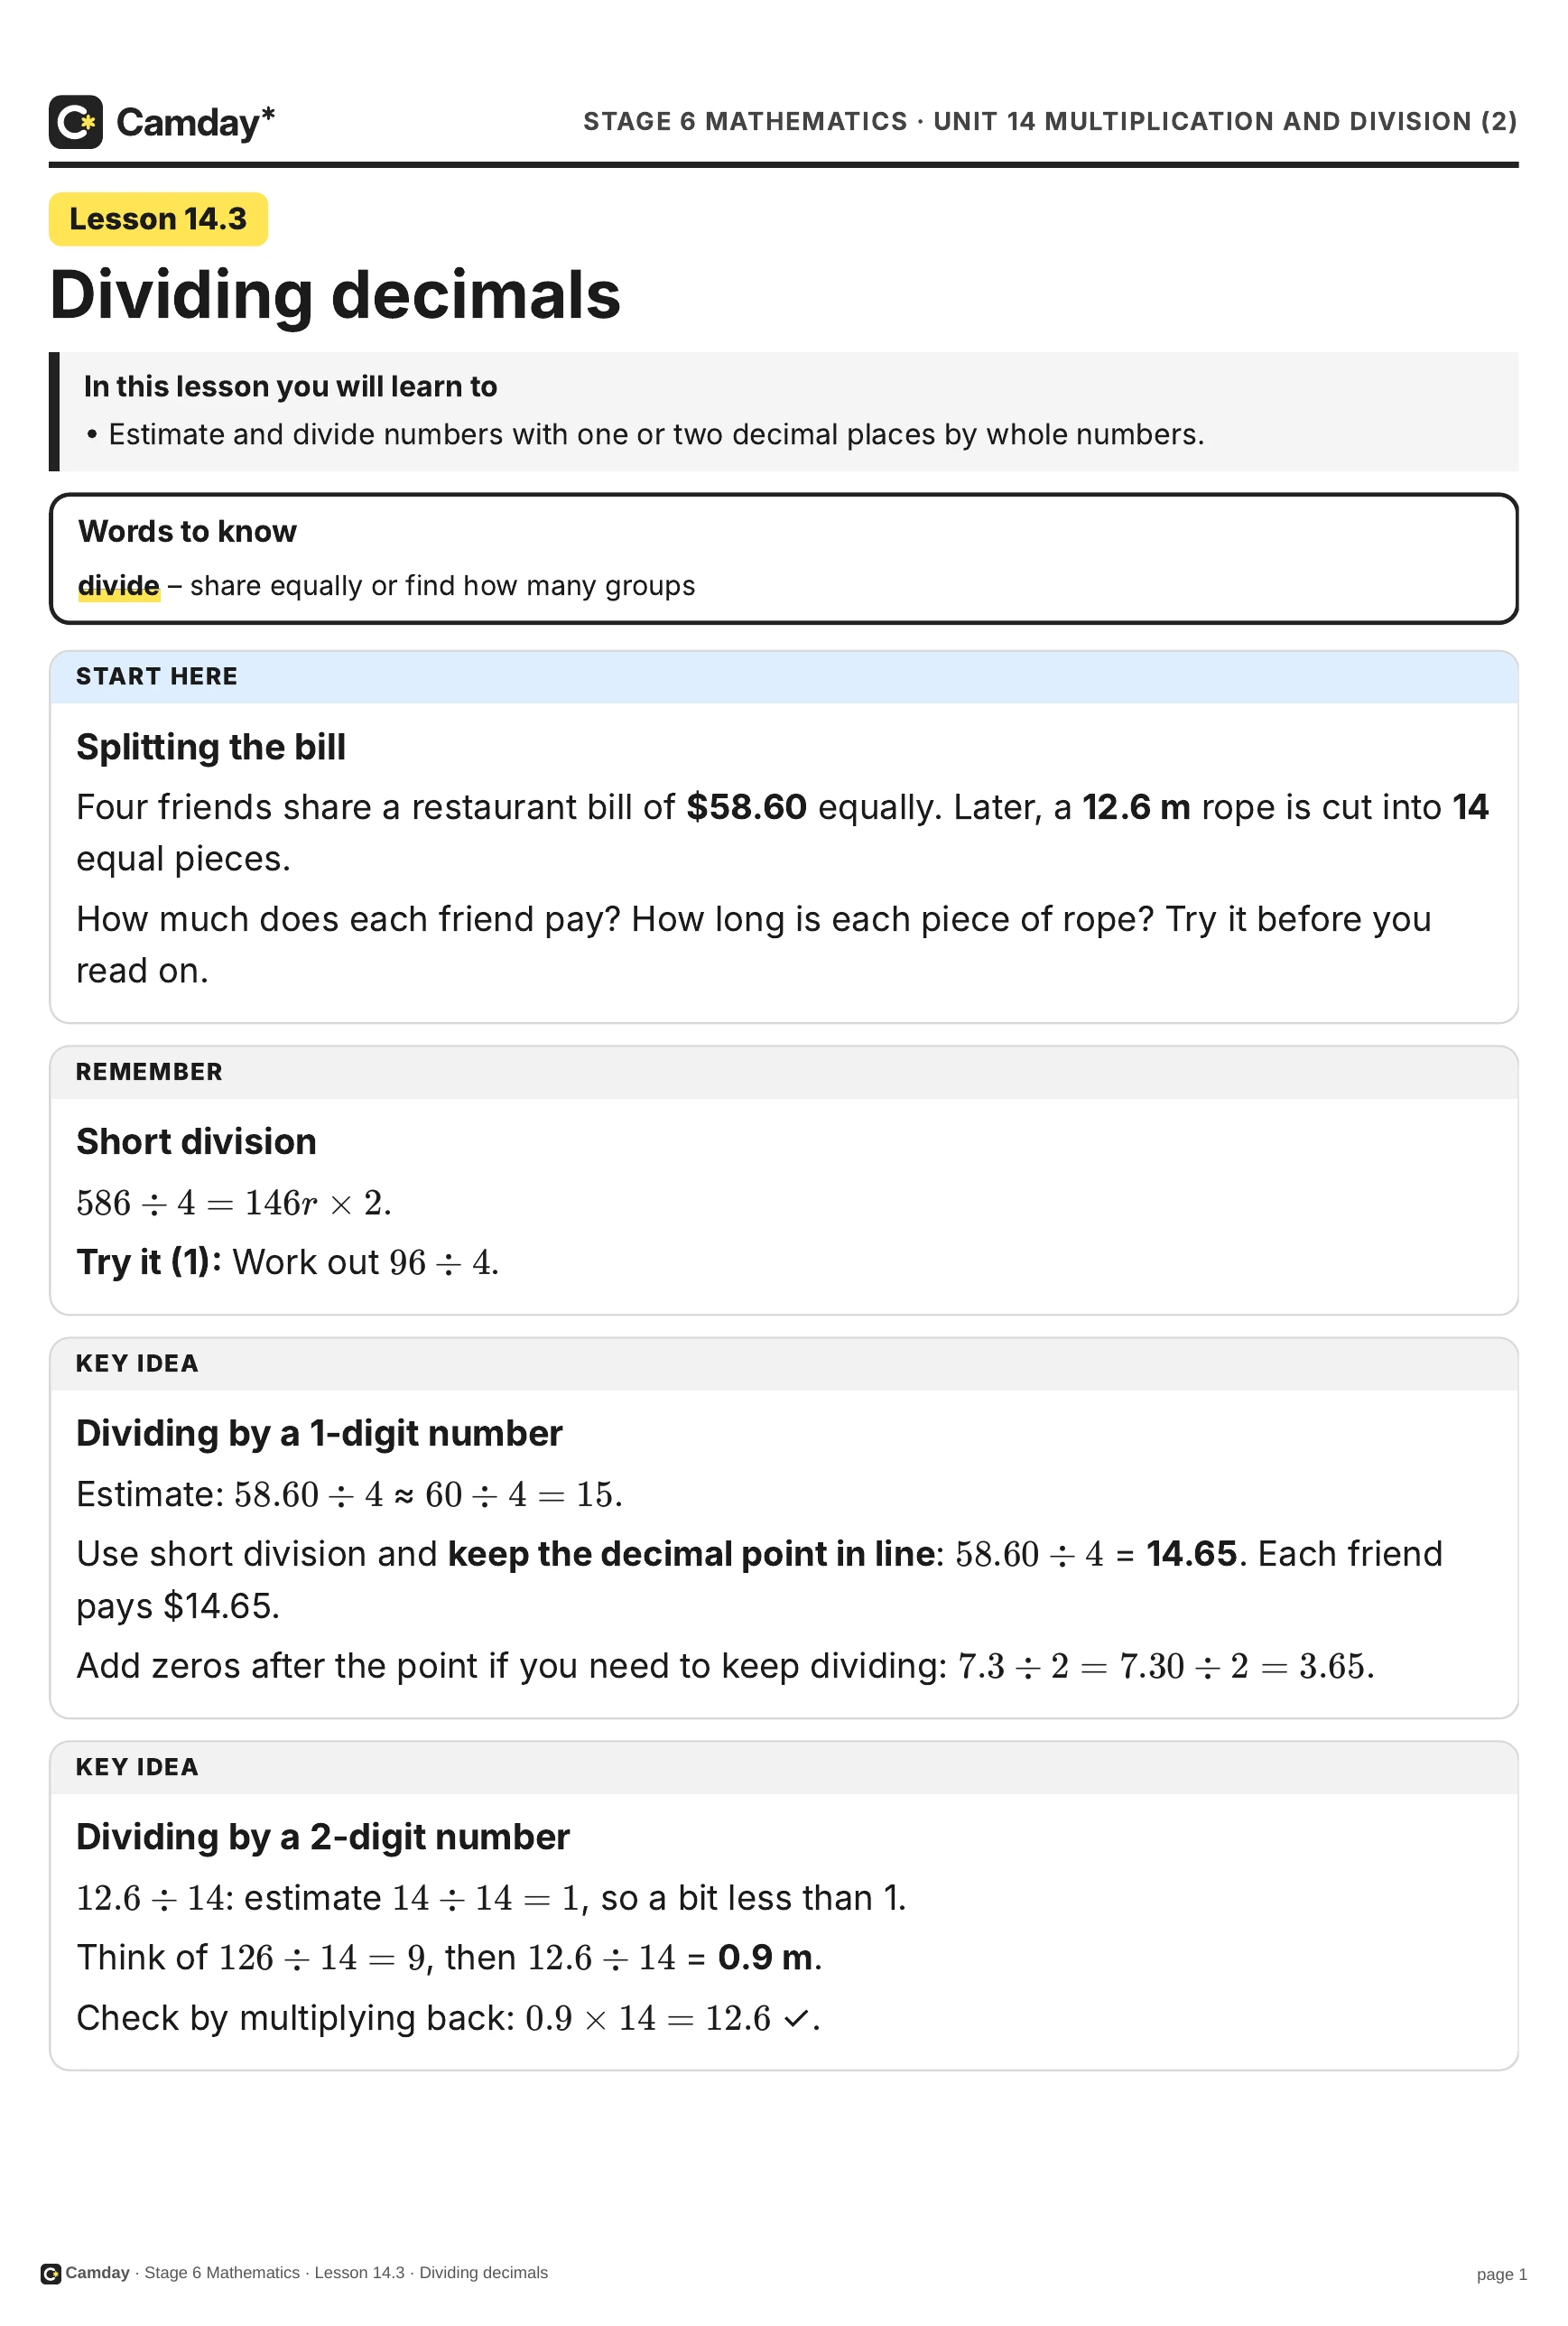 Camday*
STAGE 6 MATHEMATICS · UNIT 14 MULTIPLICATION AND DIVISION (2)
Lesson 14.3
Dividing decimals
In this lesson you will learn to
• Estimate and divide numbers with one or two decimal places by whole numbers.
Words to know
divide – share equally or find how many groups
START HERE
Splitting the bill
Four friends share a restaurant bill of $58.60 equally. Later, a 12.6 m rope is cut into 14
equal pieces.
How much does each friend pay? How long is each piece of rope? Try it before you
read on.
REMEMBER
Short division
586 ÷ 4 = 146r × 2.
Try it (1): Work out 96 ÷ 4.
KEY IDEA
Dividing by a 1-digit number
Estimate: 58.60 ÷ 4 ≈ 60 ÷ 4 = 15.
Use short division and keep the decimal point in line: 58.60 ÷ 4 = 14.65. Each friend
pays $14.65.
Add zeros after the point if you need to keep dividing: 7.3 ÷ 2 = 7.30 ÷ 2 = 3.65.
KEY IDEA
Dividing by a 2-digit number
12.6 ÷ 14: estimate 14 ÷ 14 = 1, so a bit less than 1.
Think of 126 ÷ 14 = 9, then 12.6 ÷ 14 = 0.9 m.
Check by multiplying back: 0.9 × 14 = 12.6 ✓.
Camday · Stage 6 Mathematics · Lesson 14.3 · Dividing decimals
page 1